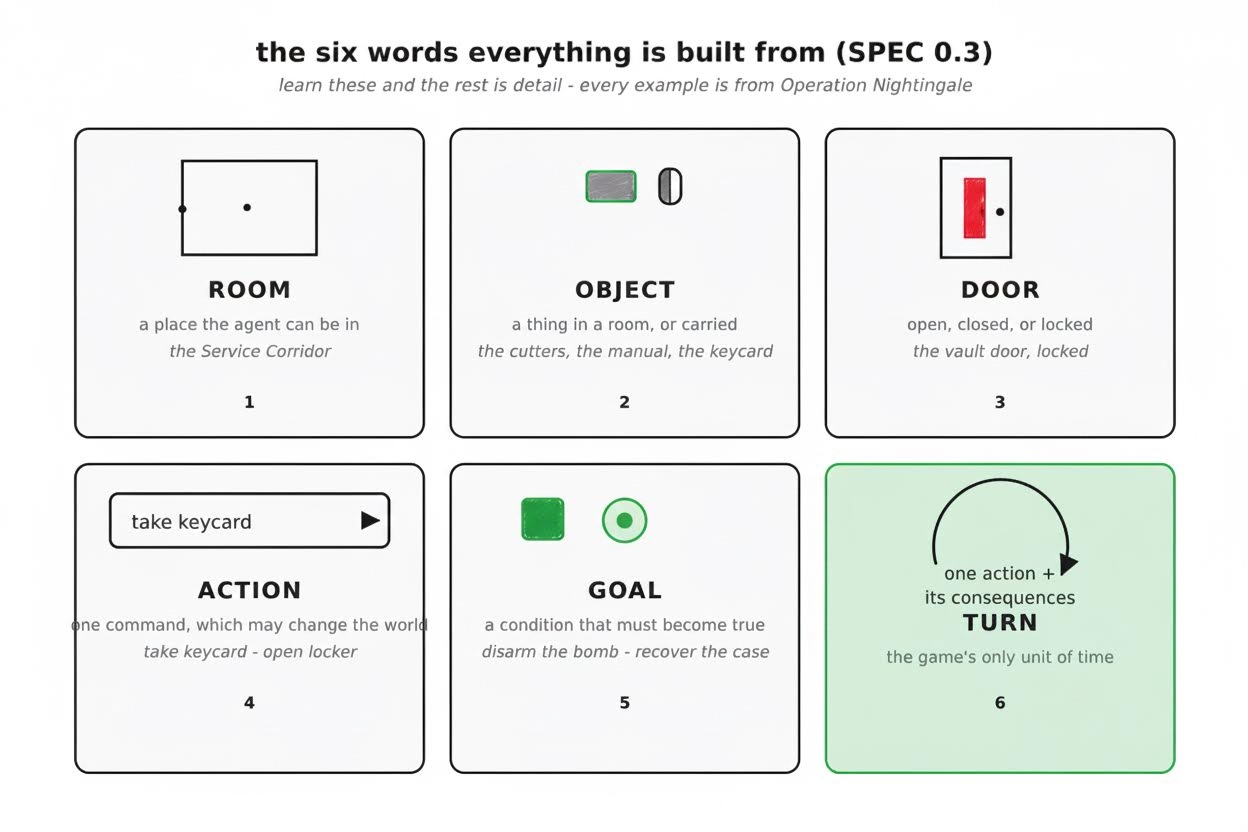 the six words everything is built from (SPEC 0.3)
learn these and the rest is detail - every example is from Operation Nightingale
ROOM
a place the agent can be in
the Service Corridor
1
OBJECT
a thing in a room, or carried
the cutters, the manual, the keycard
2
DOOR
open, closed, or locked
the vault door, locked
3
take keycard
ACTION
one command, which may change the world
take keycard - open locker
4
GOAL
a condition that must become true
disarm the bomb - recover the case
5
one action +
its consequences
TURN
the game's only unit of time
6